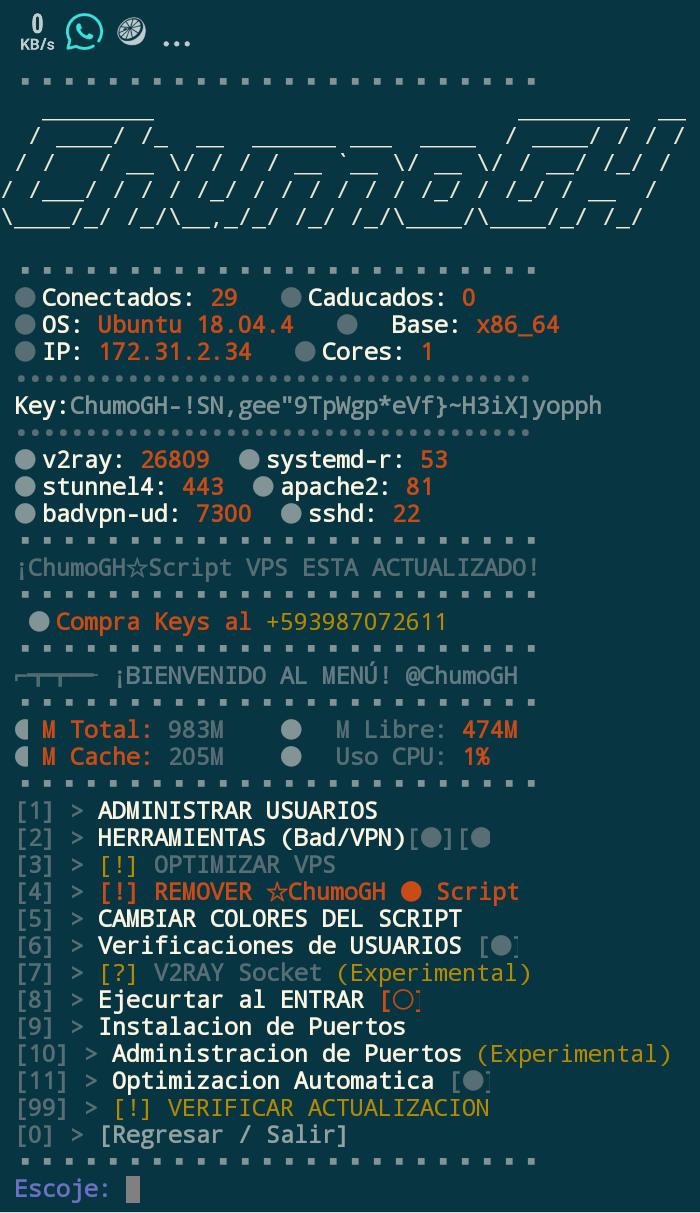 0
KB/s
ChumoGH
Conectados: 29 Caducados: 0
OS: Ubuntu 18.04.4 Base: x86_64
IP: 172.31.2.34 Cores: 1
Key:ChumoGH-!SN,gee"9TpWgp*eVf}~H3iX]yopph
v2ray: 26809 systemd-r: 53
stunnel4: 443 apache2: 81
badvpn-ud: 7300 sshd: 22
¡ChumoGH☆Script VPS ESTA ACTUALIZADO!
Compra Keys al +593987072611
¡BIENVENIDO AL MENÚ! @ChumoGH
M Total: 983M M Libre: 474M
M Cache: 205M Uso CPU: 1%
[1] > ADMINISTRAR USUARIOS
[2] > HERRAMIENTAS (Bad/VPN)[●][●
[3] > [!] OPTIMIZAR VPS
[4] > [!] REMOVER ☆ChumoGH ● Script
[5] > CAMBIAR COLORES DEL SCRIPT
[6] > Verificaciones de USUARIOS [●]
[7] > [?] V2RAY Socket (Experimental)
[8] > Ejecurtar al ENTRAR [○]
[9] > Instalacion de Puertos
[10] > Administracion de Puertos (Experimental)
[11] > Optimizacion Automatica [●]
[99] > [!] VERIFICAR ACTUALIZACION
[0] > [Regresar / Salir]
Escoje: